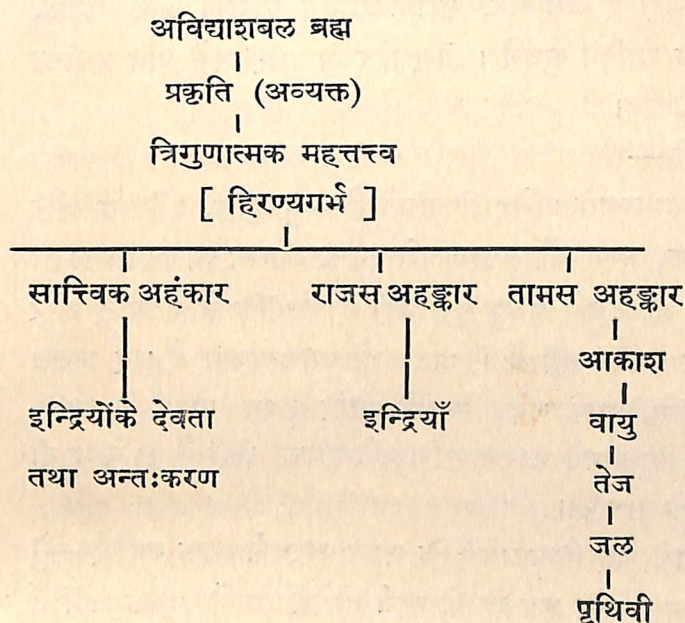 अविद्याशबल ब्रह्म
प्रकृति (अव्यक्त)
त्रिगुणात्मक महत्तत्त्व
[ हिरण्यगर्भ ]
सात्त्विक अहंकार राजस अहङ्कार तामस अहङ्कार
आकाश
इन्द्रियोंके देवता इन्द्रियाँ वायु
तथा अन्तःकरण तेज
जल
पृथिवी